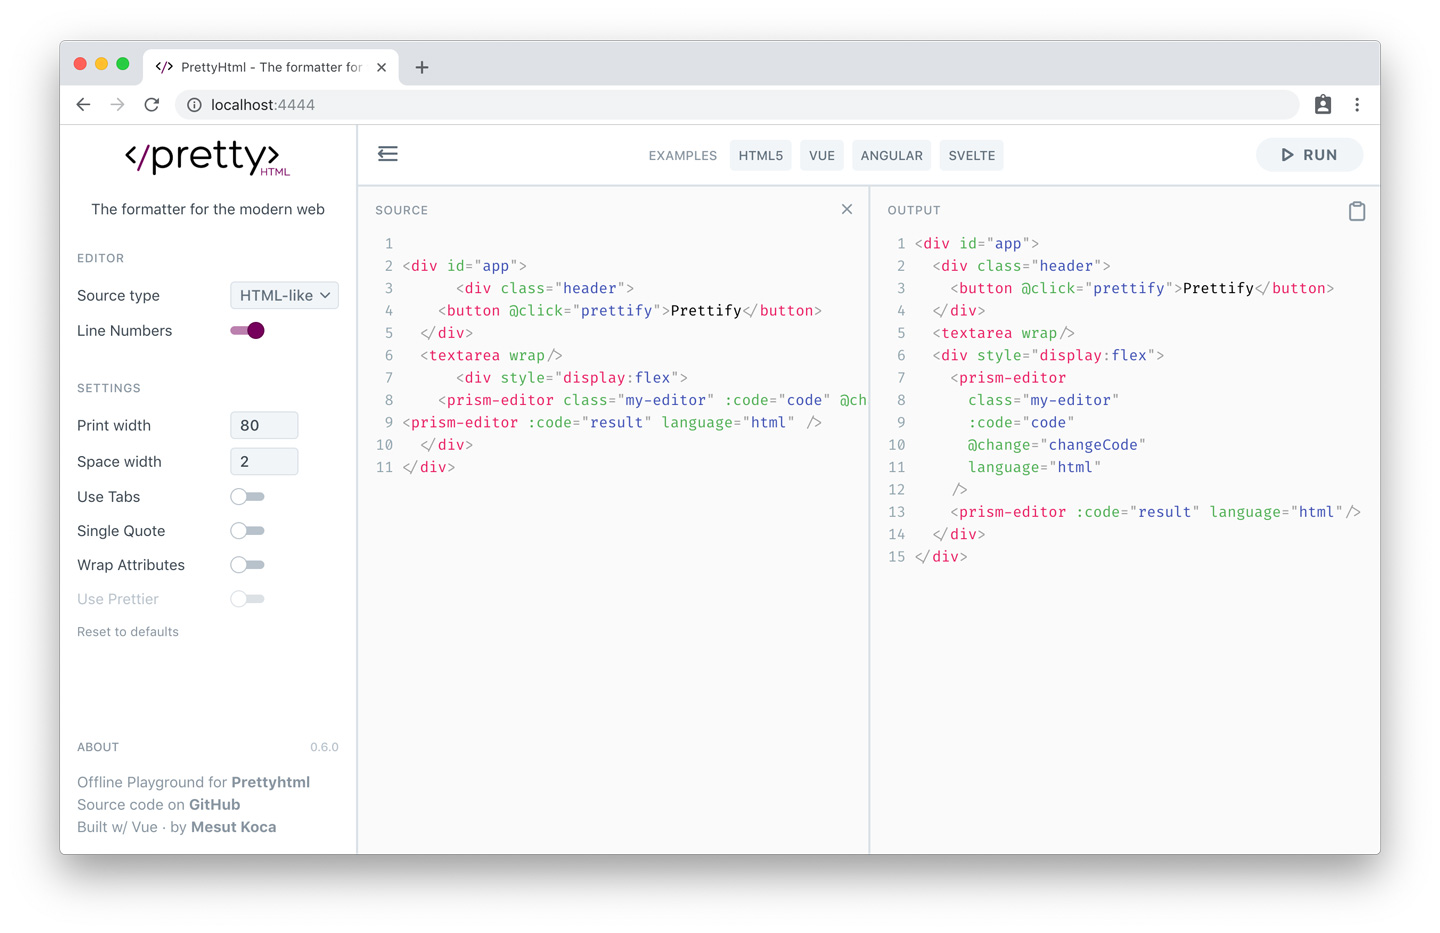 </> PrettyHtml - The formatter for
localhost:4444
</pretty>
HTML
The formatter for the modern web
EDITOR
Source type HTML-like
Line Numbers
SETTINGS
Print width 80
Space width 2
Use Tabs
Single Quote
Wrap Attributes
Use Prettier
Reset to defaults
ABOUT 0.6.0
Offline Playground for Prettyhtml
Source code on GitHub
Built w/ Vue · by Mesut Koca
EXAMPLES HTML5 VUE ANGULAR SVELTE RUN
SOURCE
1
2 <div id="app">
3       <div class="header">
4     <button @click="prettify">Prettify</button>
5   </div>
6   <textarea wrap/>
7       <div style="display:flex">
8     <prism-editor class="my-editor" :code="code" @ch
9 <prism-editor :code="result" language="html" />
10   </div>
11 </div>
OUTPUT
1 <div id="app">
2   <div class="header">
3     <button @click="prettify">Prettify</button>
4   </div>
5   <textarea wrap/>
6   <div style="display:flex">
7     <prism-editor
8       class="my-editor"
9       :code="code"
10       @change="changeCode"
11       language="html"
12     />
13     <prism-editor :code="result" language="html"/>
14   </div>
15 </div>